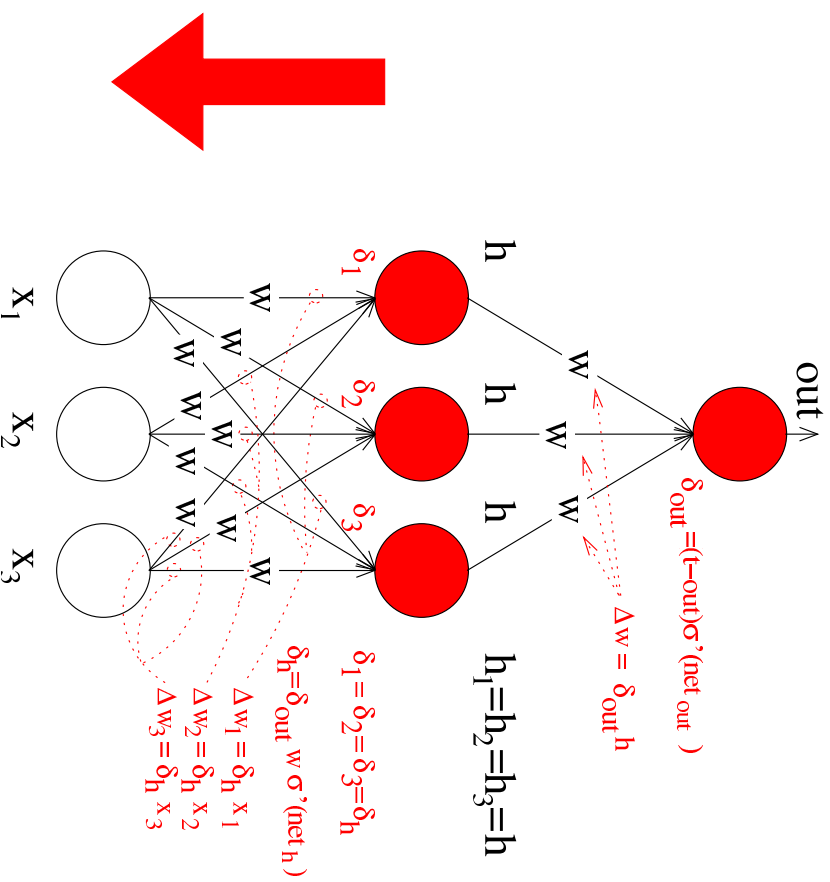 out
δout=(t−out)σ'(netout)
Δw = δout h
w w w
h h h h1=h2=h3=h
δ1 δ2 δ3 δ1 = δ2 = δ3=δh
δh=δout w σ'(neth)
w w w
w w w
w w w
Δw1= δh x1
Δw2= δh x2
Δw3= δh x3
x1 x2 x3